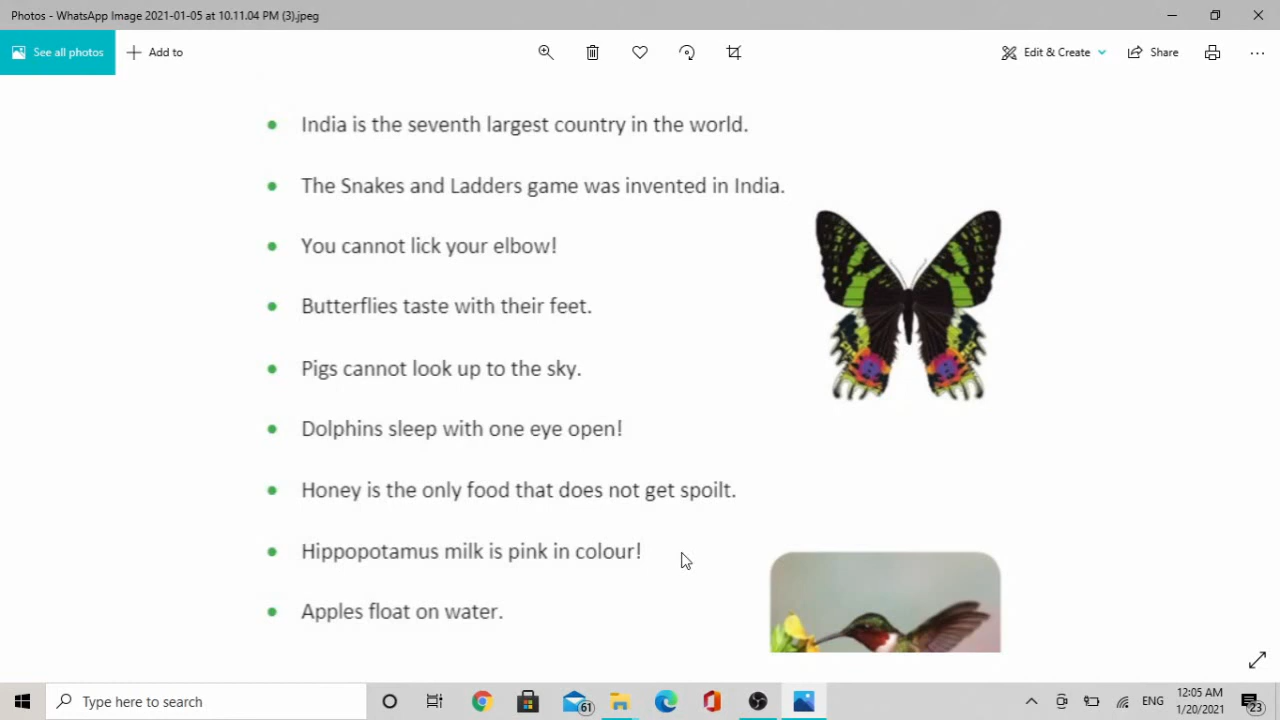 Photos - WhatsApp Image 2021-01-05 at 10.11.04 PM (3).jpeg
See all photos
Add to
Edit & Create
Share
India is the seventh largest country in the world.
The Snakes and Ladders game was invented in India.
You cannot lick your elbow!
Butterflies taste with their feet.
Pigs cannot look up to the sky.
Dolphins sleep with one eye open!
Honey is the only food that does not get spoilt.
Hippopotamus milk is pink in colour!
Apples float on water.
Type here to search
61
ENG
12:05 AM
1/20/2021
23